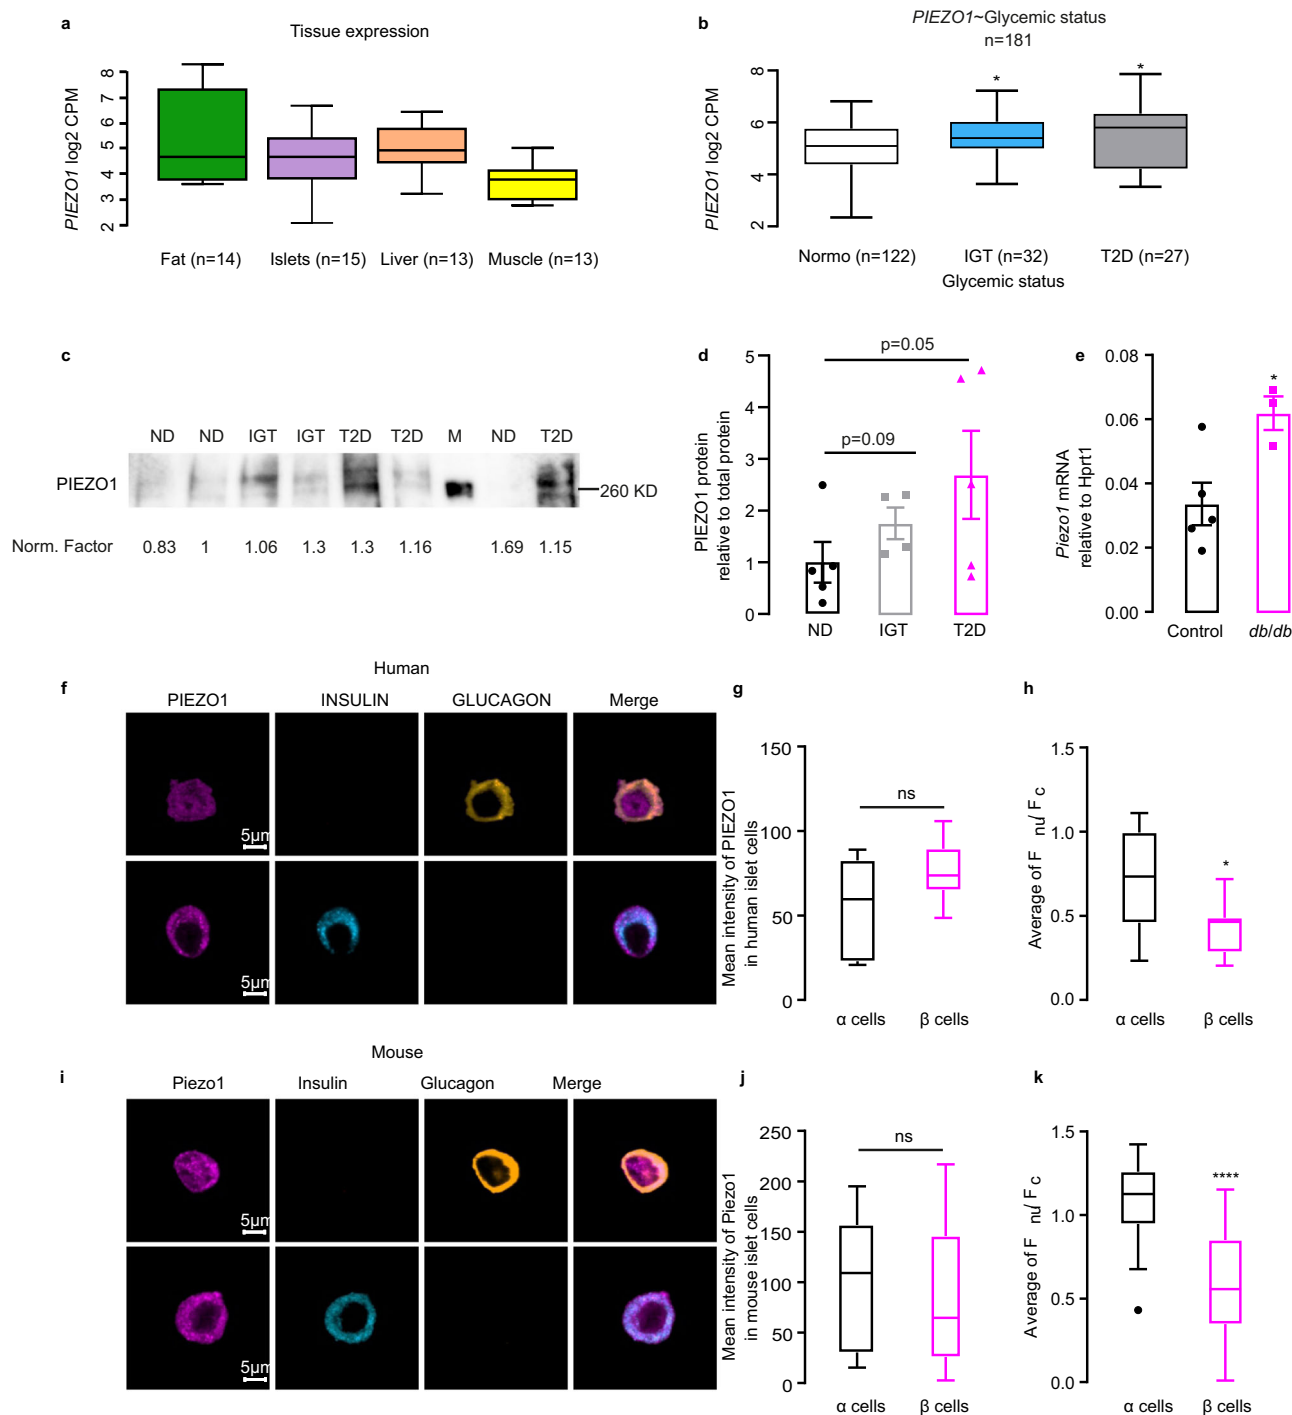 a
Tissue expression
PIEZO1 log2 CPM
8
7
6
5
4
3
2
Fat (n=14) Islets (n=15) Liver (n=13) Muscle (n=13)
b
PIEZO1~Glycemic status
n=181
PIEZO1 log2 CPM
8
6
4
2
* *
Normo (n=122) IGT (n=32) T2D (n=27)
Glycemic status
c
ND ND IGT IGT T2D T2D M ND T2D
PIEZO1
260 KD
Norm. Factor 0.83 1 1.06 1.3 1.3 1.16 1.69 1.15
d
PIEZO1 protein
relative to total protein
5
4
3
2
1
0
p=0.05
p=0.09
ND IGT T2D
e
Piezo1 mRNA
relative to Hprt1
0.08
0.06
0.04
0.02
0.00
*
Control db/db
Human
f
PIEZO1 INSULIN GLUCAGON Merge
5μm
5μm
g
Mean intensity of PIEZO1
in human islet cells
150
100
50
0
ns
α cells β cells
h
Average of F nu/ F c
1.5
1.0
0.5
0.0
*
α cells β cells
Mouse
i
Piezo1 Insulin Glucagon Merge
5μm
5μm
j
Mean intensity of Piezo1
in mouse islet cells
250
200
150
100
50
0
ns
α cells β cells
k
Average of F nu/ F c
1.5
1.0
0.5
0.0
****
α cells β cells